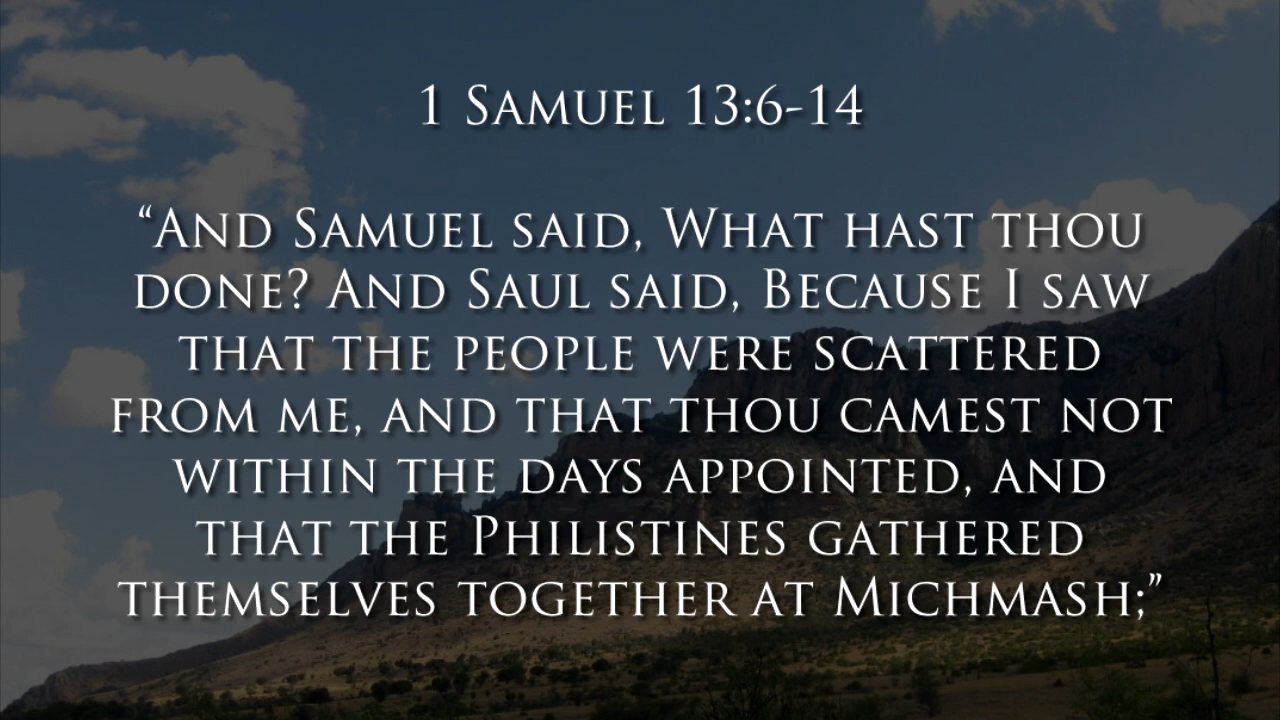 1 Samuel 13:6-14
“And Samuel said, What hast thou
done? And Saul said, Because I saw
that the people were scattered
from me, and that thou camest not
within the days appointed, and
that the Philistines gathered
themselves together at Michmash;”